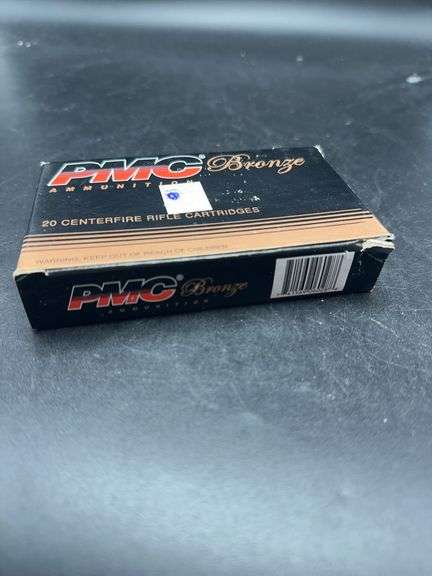 PMC® Bronze
AMMUNITION
20 CENTERFIRE RIFLE CARTRIDGES
WARNING, KEEP OUT OF REACH OF CHILDREN
PMC® Bronze
AMMUNITION